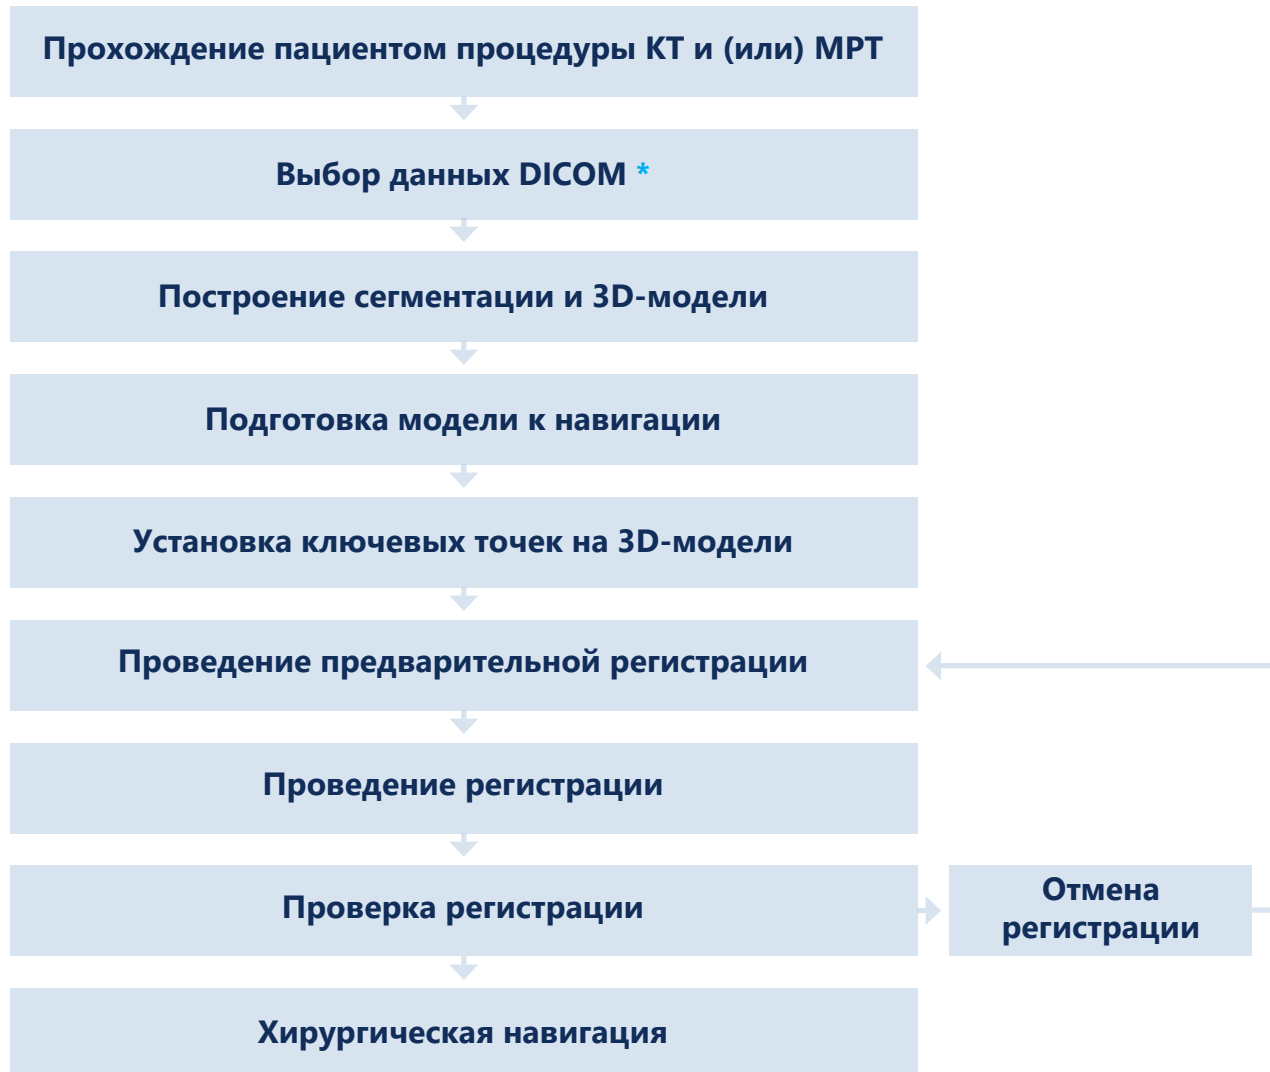 Прохождение пациентом процедуры КТ и (или) МРТ
Выбор данных DICOM *
Построение сегментации и 3D-модели
Подготовка модели к навигации
Установка ключевых точек на 3D-модели
Проведение предварительной регистрации
Проведение регистрации
Проверка регистрации
Отмена
регистрации
Хирургическая навигация